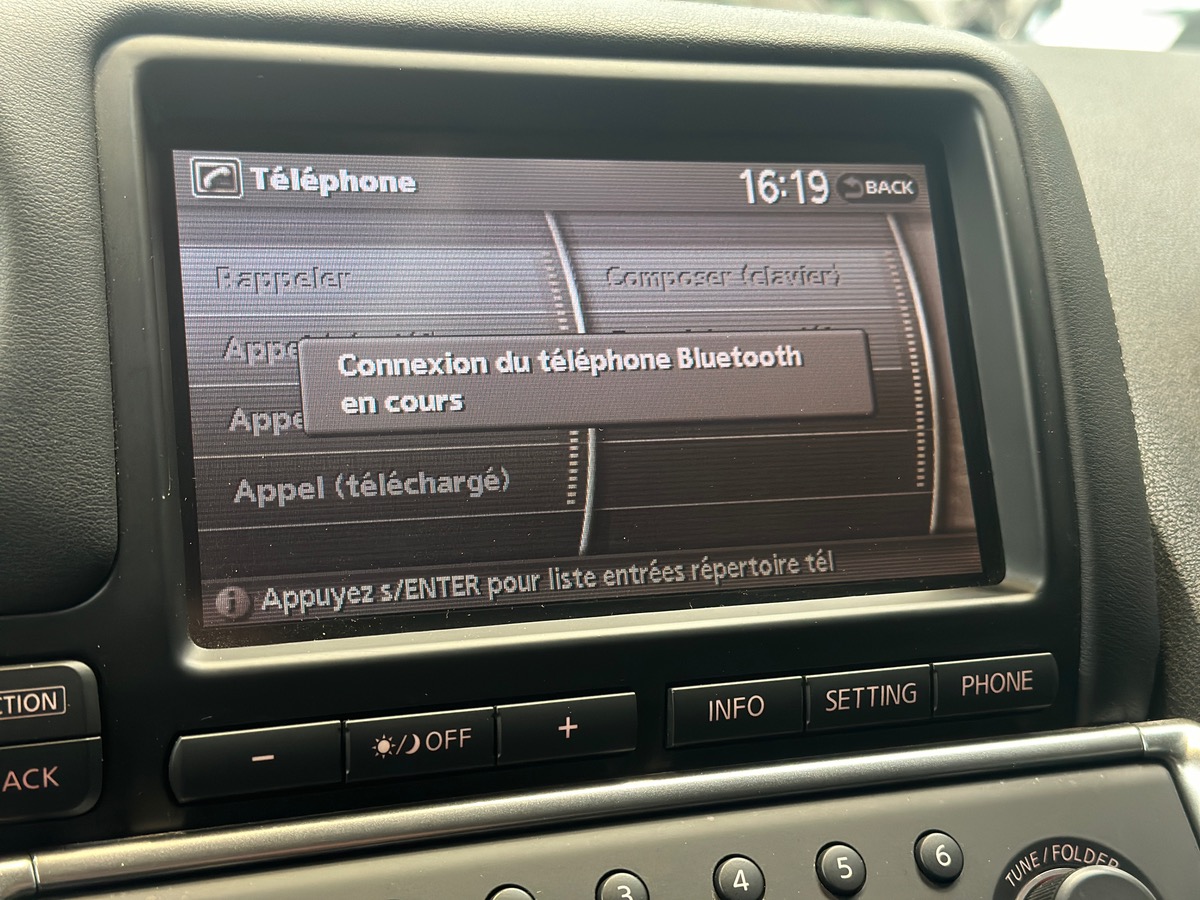 Téléphone 16:19 BACK
Rappeler Composer (clavier)
Connexion du téléphone Bluetooth
en cours
Appel (téléchargé)
Appuyez s/ENTER pour liste entrées répertoire tél
INFO SETTING PHONE
− OFF +
3 4 5 6 TUNE/FOLDER